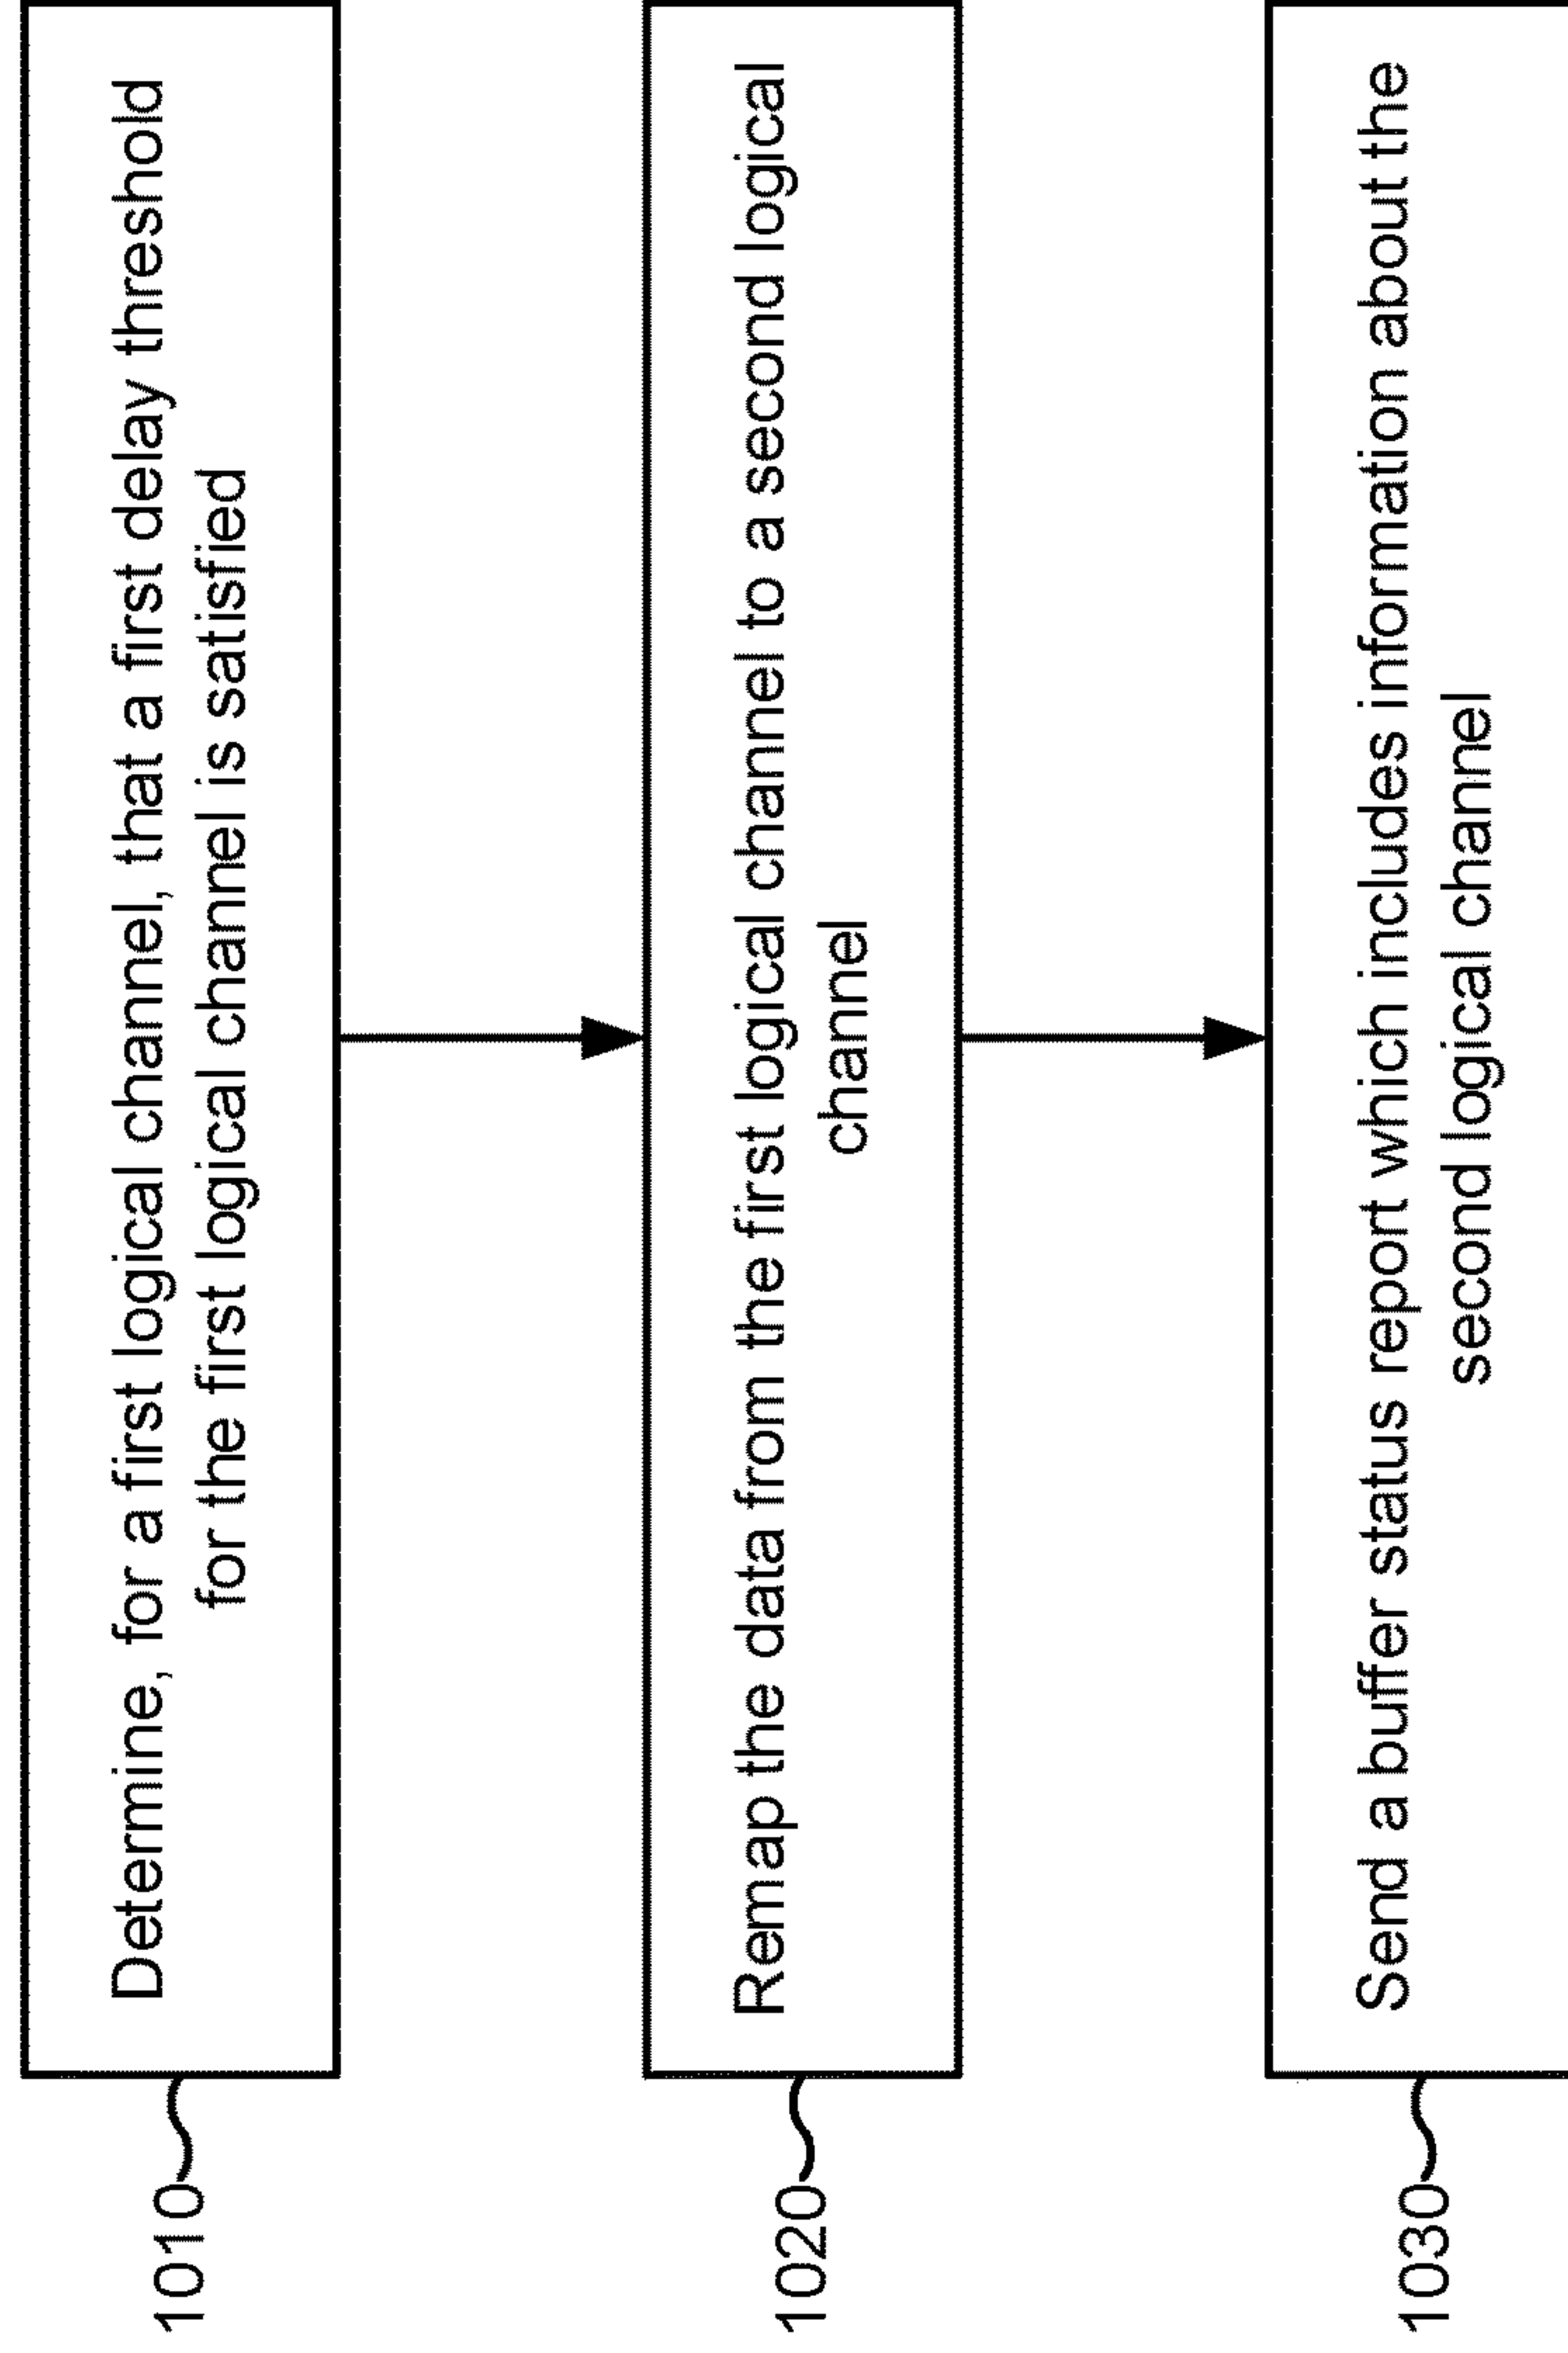 1010
Determine, for a first logical channel, that a first delay threshold
for the first logical channel is satisfied
1020
Remap the data from the first logical channel to a second logical
channel
1030
Send a buffer status report which includes information about the
second logical channel